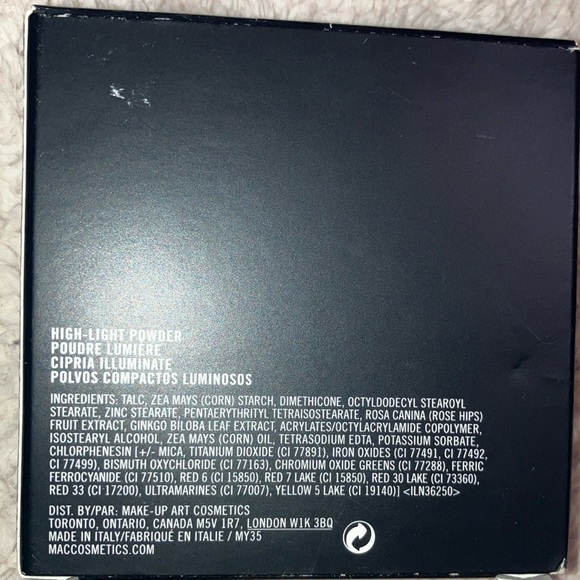 HIGH-LIGHT POWDER
POUDRE LUMIERE
CIPRIA ILLUMINATE
POLVOS COMPACTOS LUMINOSOS
INGREDIENTS: TALC, ZEA MAYS (CORN) STARCH, DIMETHICONE, OCTYLDODECYL STEAROYL
STEARATE, ZINC STEARATE, PENTAERYTHRITYL TETRAISOSTEARATE, ROSA CANINA (ROSE HIPS)
FRUIT EXTRACT, GINKGO BILOBA LEAF EXTRACT, ACRYLATES/OCTYLACRYLAMIDE COPOLYMER,
ISOSTEARYL ALCOHOL, ZEA MAYS (CORN) OIL, TETRASODIUM EDTA, POTASSIUM SORBATE,
CHLORPHENESIN [+/- MICA, TITANIUM DIOXIDE (CI 77891), IRON OXIDES (CI 77491, CI 77492,
CI 77499), BISMUTH OXYCHLORIDE (CI 77163), CHROMIUM OXIDE GREENS (CI 77288), FERRIC
FERROCYANIDE (CI 77510), RED 6 (CI 15850), RED 7 LAKE (CI 15850), RED 30 LAKE (CI 73360),
RED 33 (CI 17200), ULTRAMARINES (CI 77007), YELLOW 5 LAKE (CI 19140)] <ILN36250>
DIST. BY/PAR: MAKE-UP ART COSMETICS
TORONTO, ONTARIO, CANADA M5V 1R7, LONDON W1K 3BQ
MADE IN ITALY/FABRIQUÉ EN ITALIE / MY35
MACCOSMETICS.COM